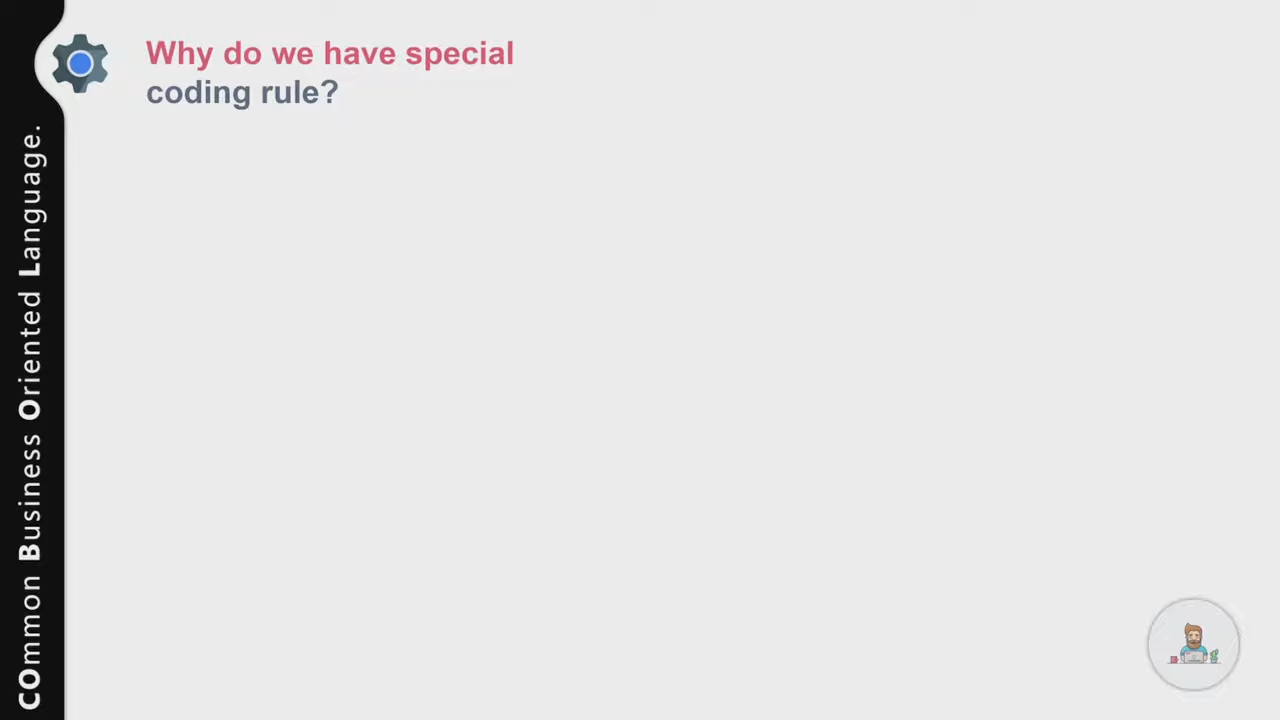 Why do we have special
coding rule?
COmmon Business Oriented Language.